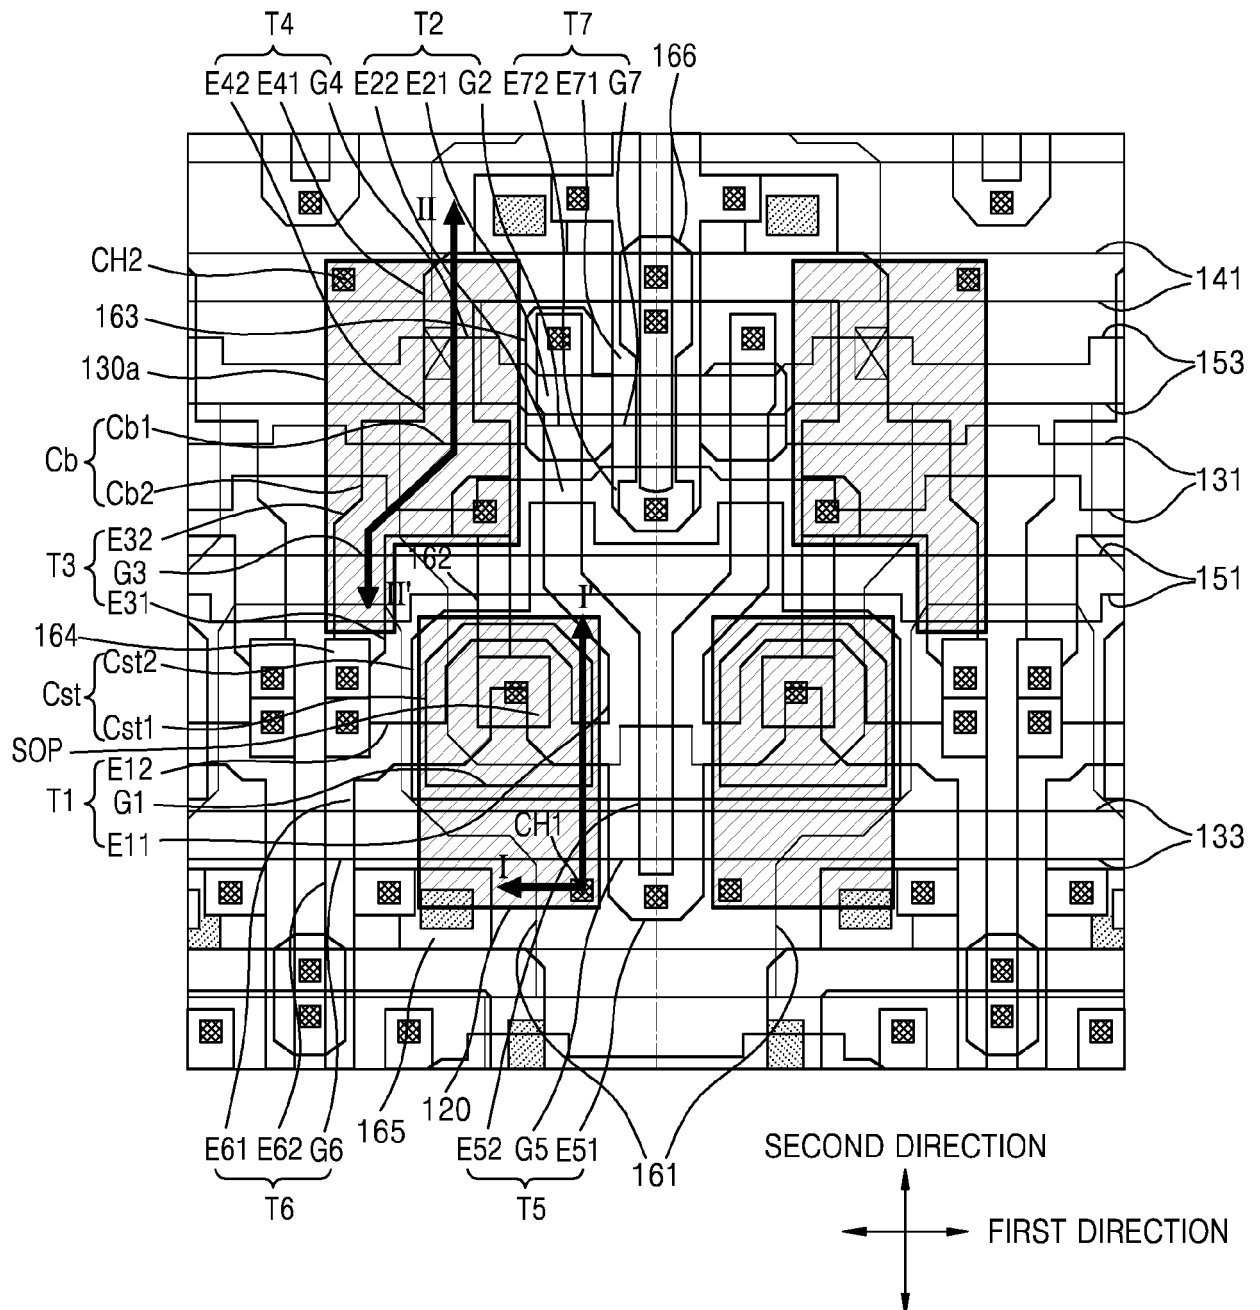 T4 T2 T7
E42 E41 G4 E22 E21 G2 E72 E71 G7 166
II
CH2
141
163
153
130a
Cb1
Cb
131
Cb2
E32
162
T3 G3
151
II'
I'
E31
164
Cst2
Cst
Cst1
SOP
E12
T1 G1
133
CH1
E11
I
165 120
E61 E62 G6 E52 G5 E51 161
T6 T5
SECOND DIRECTION
FIRST DIRECTION